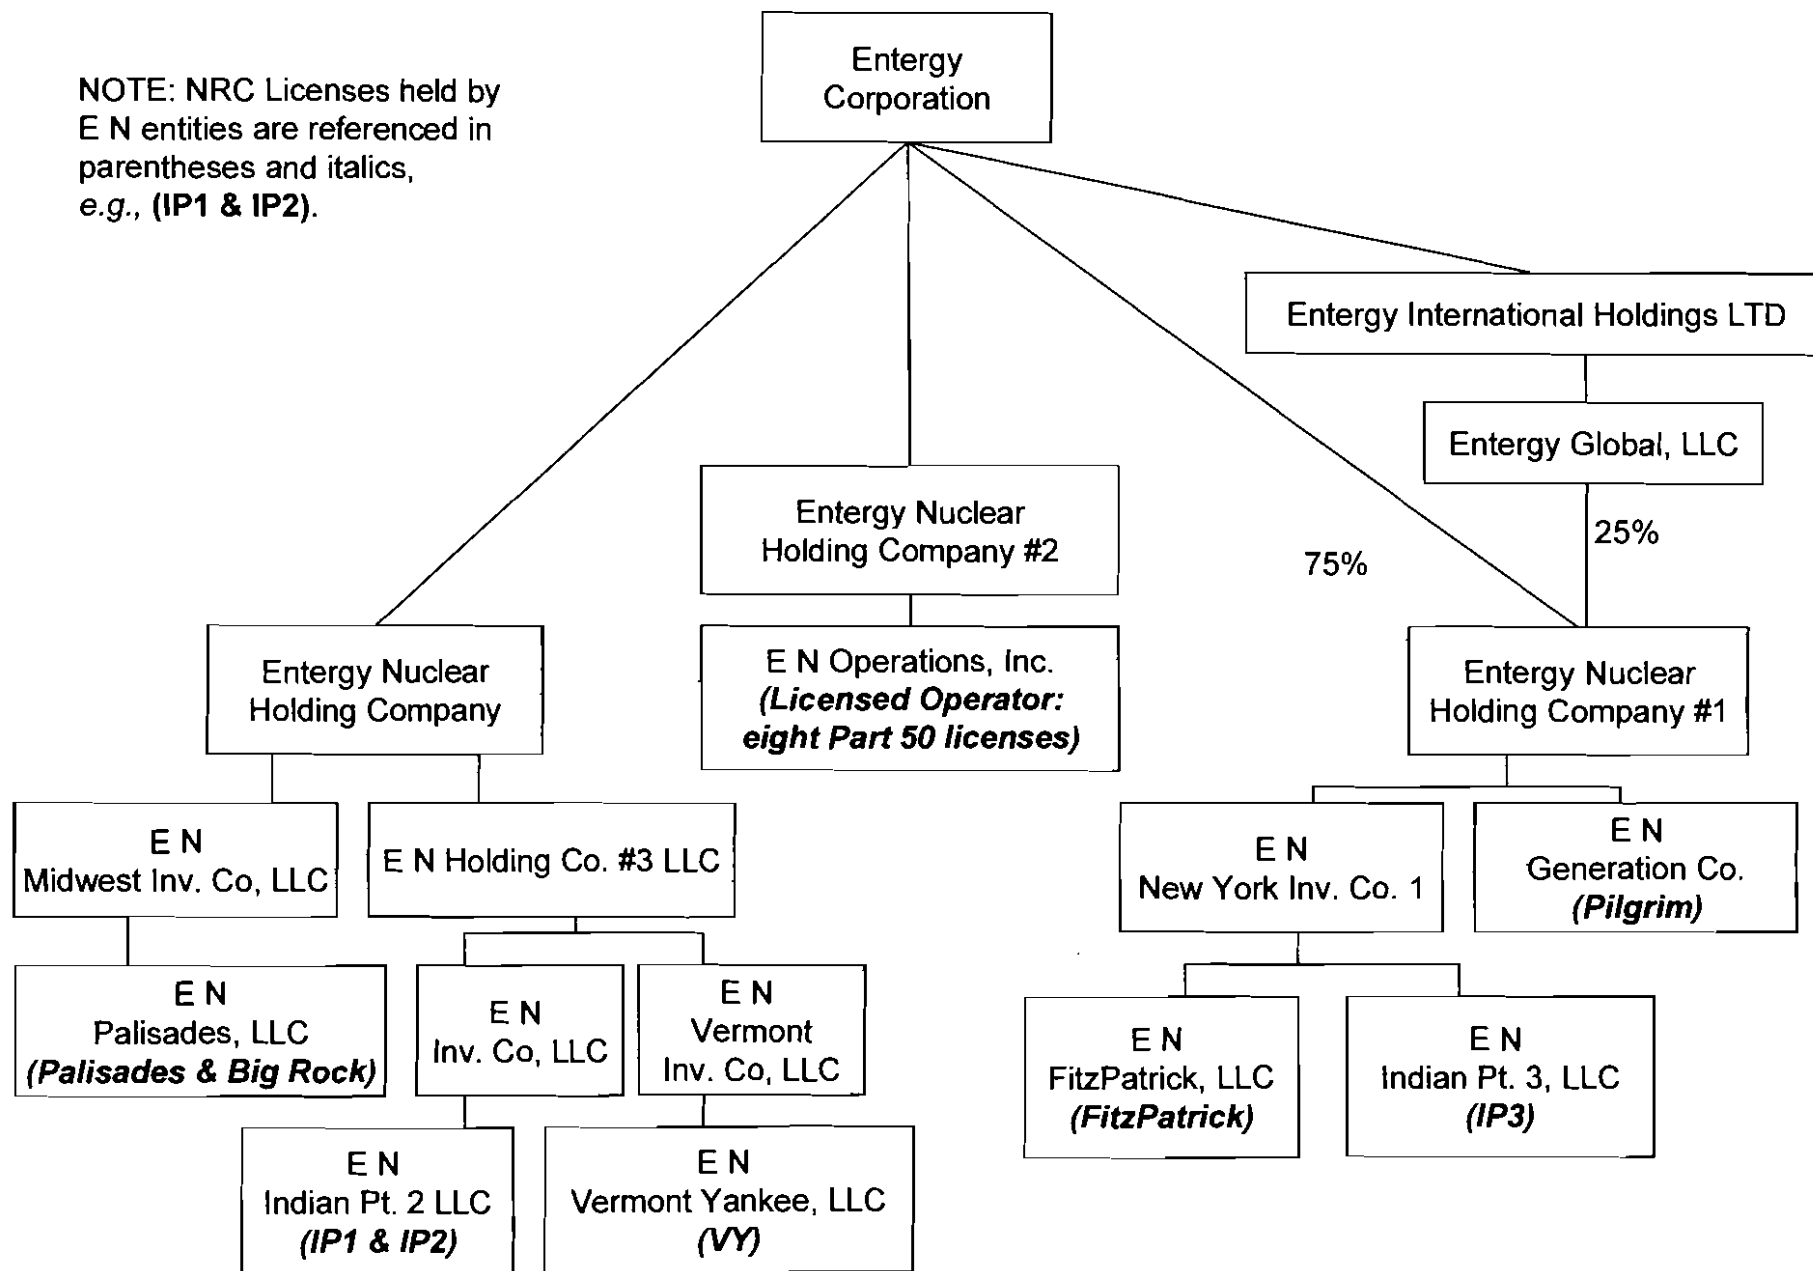 Entergy
Corporation
NOTE: NRC Licenses held by
E N entities are referenced in
parentheses and italics,
e.g., (IP1 & IP2).
Entergy International Holdings LTD
Entergy Global, LLC
25%
75%
Entergy Nuclear
Holding Company #2
E N Operations, Inc.
(Licensed Operator:
eight Part 50 licenses)
Entergy Nuclear
Holding Company
Entergy Nuclear
Holding Company #1
E N
Midwest Inv. Co, LLC
E N Holding Co. #3 LLC
E N
New York Inv. Co. 1
E N
Generation Co.
(Pilgrim)
E N
Palisades, LLC
(Palisades & Big Rock)
E N
Inv. Co, LLC
E N
Vermont
Inv. Co, LLC
E N
FitzPatrick, LLC
(FitzPatrick)
E N
Indian Pt. 3, LLC
(IP3)
E N
Indian Pt. 2 LLC
(IP1 & IP2)
E N
Vermont Yankee, LLC
(VY)